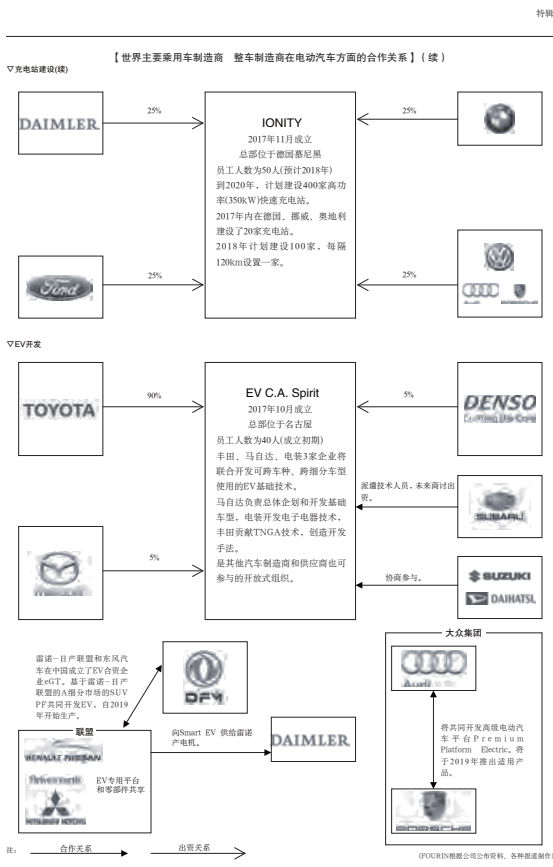 特辑
【 世界主要乘用车制造商 整车制造商在电动汽车方面的合作关系 】 ( 续 )
▽充电站建设(续)
DAIMLER
25%
IONITY
2017年11月成立
总部位于德国慕尼黑
员工人数为50人(预计2018年)
到2020年，计划建设400家高功
率(350kW)快速充电站。
2017年内在德国、挪威、奥地利
建设了20家充电站。
2018年计划建设100家，每隔
120km设置一家。
25%
Ford
25%
25%
Audi
PORSCHE
▽EV开发
TOYOTA
90%
EV C.A. Spirit
2017年10月成立
总部位于名古屋
员工人数为40人(成立初期)
丰田、马自达、电装3家企业将
联合开发可跨车种、跨细分车型
使用的EV基础技术。
马自达负责总体企划和开发基础
车型，电装开发电子电器技术，
丰田贡献TNGA技术，创造开发
手法。
是其他汽车制造商和供应商也可
参与的开放式组织。
5%
DENSO
Crafting the Core
派遣技术人员，未来商讨出
资。
SUBARU
5%
协商参与。
SUZUKI
DAIHATSU
雷诺－日产联盟和东风汽
车在中国成立了EV合资企
业eGT。基于雷诺－日产
联盟的A细分市场的SUV
PF共同开发EV，自2019
年开始生产。
DFM
联盟
RENAULT NISSAN
MITSUBISHI MOTORS
EV专用平台
和零部件共享
向Smart EV 供给雷诺
产电机。
DAIMLER
大众集团
Audi
将共同开发高级电动汽
车平台Premium
Platform Electric。将
于2019年推出适用产
品。
PORSCHE
注：
合作关系
出资关系
(FOURIN根据公司公布资料、各种报道制作)